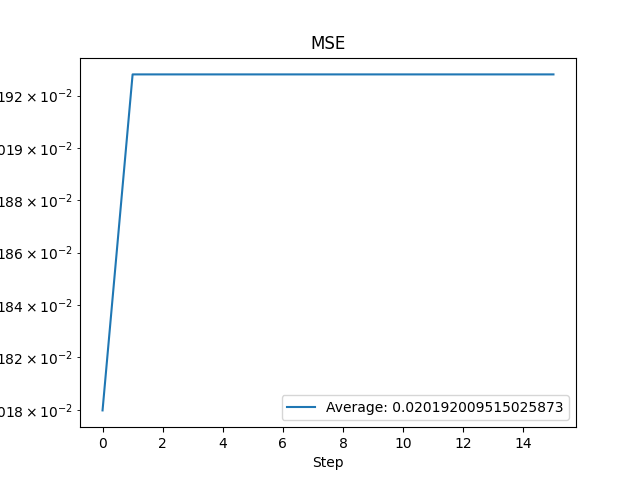 MSE
192 × 10⁻²
019 × 10⁻²
188 × 10⁻²
186 × 10⁻²
184 × 10⁻²
182 × 10⁻²
018 × 10⁻²
Average: 0.020192009515025873
0 2 4 6 8 10 12 14
Step